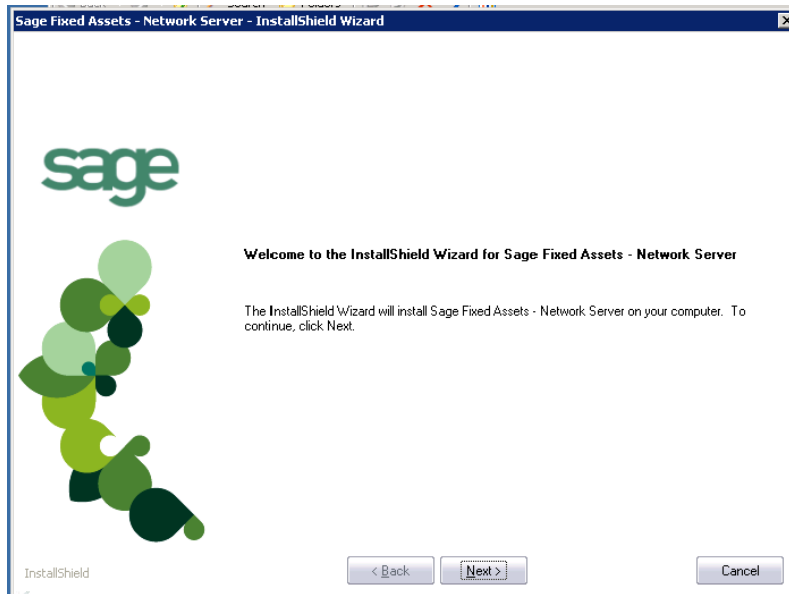 Sage Fixed Assets - Network Server - InstallShield Wizard
sage
Welcome to the InstallShield Wizard for Sage Fixed Assets - Network Server
The InstallShield Wizard will install Sage Fixed Assets - Network Server on your computer. To
continue, click Next.
InstallShield
< Back
Next >
Cancel